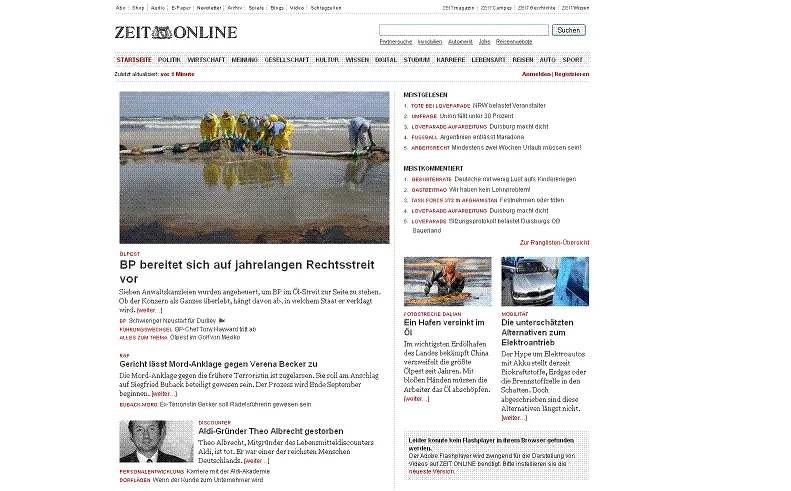 Abo Shop Audio E-Paper Newsletter Archiv Spiele Blogs Video Schlagzeilen
ZEITmagazin ZEITCampus ZEITGeschichte ZEITWissen
ZEIT ONLINE
Suchen
Partnersuche Immobilien Automarkt Jobs Reiseangebote
STARTSEITE POLITIK WIRTSCHAFT MEINUNG GESELLSCHAFT KULTUR WISSEN DIGITAL STUDIUM KARRIERE LEBENSART REISEN AUTO SPORT
Zuletzt aktualisiert: vor 1 Minute
Anmelden | Registrieren
ÖLPEST
BP bereitet sich auf jahrelangen Rechtsstreit
vor
Sieben Anwaltskanzleien wurden angeheuert, um BP im Öl-Streit zur Seite zu stehen.
Ob der Konzern als Ganzes überlebt, hängt davon ab, in welchem Staat er verklagt
wird. [weiter...]
BP Schwieriger Neustart für Dudley
FÜHRUNGSWECHSEL BP-Chef Tony Hayward tritt ab
ALLES ZUM THEMA Ölpest im Golf von Mexiko
RAF
Gericht lässt Mord-Anklage gegen Verena Becker zu
Die Mord-Anklage gegen die frühere Terroristin ist zugelassen. Sie soll am Anschlag
auf Siegfried Buback beteiligt gewesen sein. Der Prozess wird Ende September
beginnen. [weiter...]
BUBACK-MORD Ex-Terroristin Becker soll Rädelsführerin gewesen sein
DISCOUNTER
Aldi-Gründer Theo Albrecht gestorben
Theo Albrecht, Mitgründer des Lebensmitteldiscounters
Aldi, ist tot. Er war einer der reichsten Menschen
Deutschlands. [weiter...]
PERSONALENTWICKLUNG Karriere mit der Aldi-Akademie
DORFLÄDEN Wenn der Kunde zum Unternehmer wird
MEISTGELESEN
1. TOTE BEI LOVEPARADE NRW belastet Veranstalter
2. UMFRAGE Union fällt unter 30 Prozent
3. LOVEPARADE-AUFARBEITUNG Duisburg macht dicht
4. FUSSBALL Argentinien entlässt Maradona
5. ARBEITSRECHT Mindestens zwei Wochen Urlaub müssen sein!
MEISTKOMMENTIERT
1. GEBURTENRATE Deutsche mit wenig Lust aufs Kinderkriegen
2. GASTBEITRAG Wir haben kein Lohnproblem!
3. TASK FORCE 373 IN AFGHANISTAN Festnehmen oder töten
4. LOVEPARADE-AUFARBEITUNG Duisburg macht dicht
5. LOVEPARADE Sitzungsprotokoll belastet Duisburgs OB
Sauerland
Zur Ranglisten-Übersicht
FOTOSTRECKE DALIAN
Ein Hafen versinkt im
Öl
Im wichtigsten Erdölhafen
des Landes bekämpft China
verzweifelt die größte
Ölpest seit Jahren. Mit
bloßen Händen müssen die
Arbeiter das Öl abschöpfen.
[weiter...]
MOBILITÄT
Die unterschätzten
Alternativen zum
Elektroantrieb
Der Hype um Elektroautos
mit Akku stellt derzeit
Biokraftstoffe, Erdgas oder
die Brennstoffzelle in den
Schatten. Doch
abgeschrieben sind diese
Alternativen längst nicht.
[weiter...]
Leider konnte kein Flashplayer in ihrem Browser gefunden
werden.
Der Adobe Flashplayer wird zwingend für die Darstellung von
Videos auf ZEIT ONLINE benötigt. Bitte installieren sie die
neueste Version.